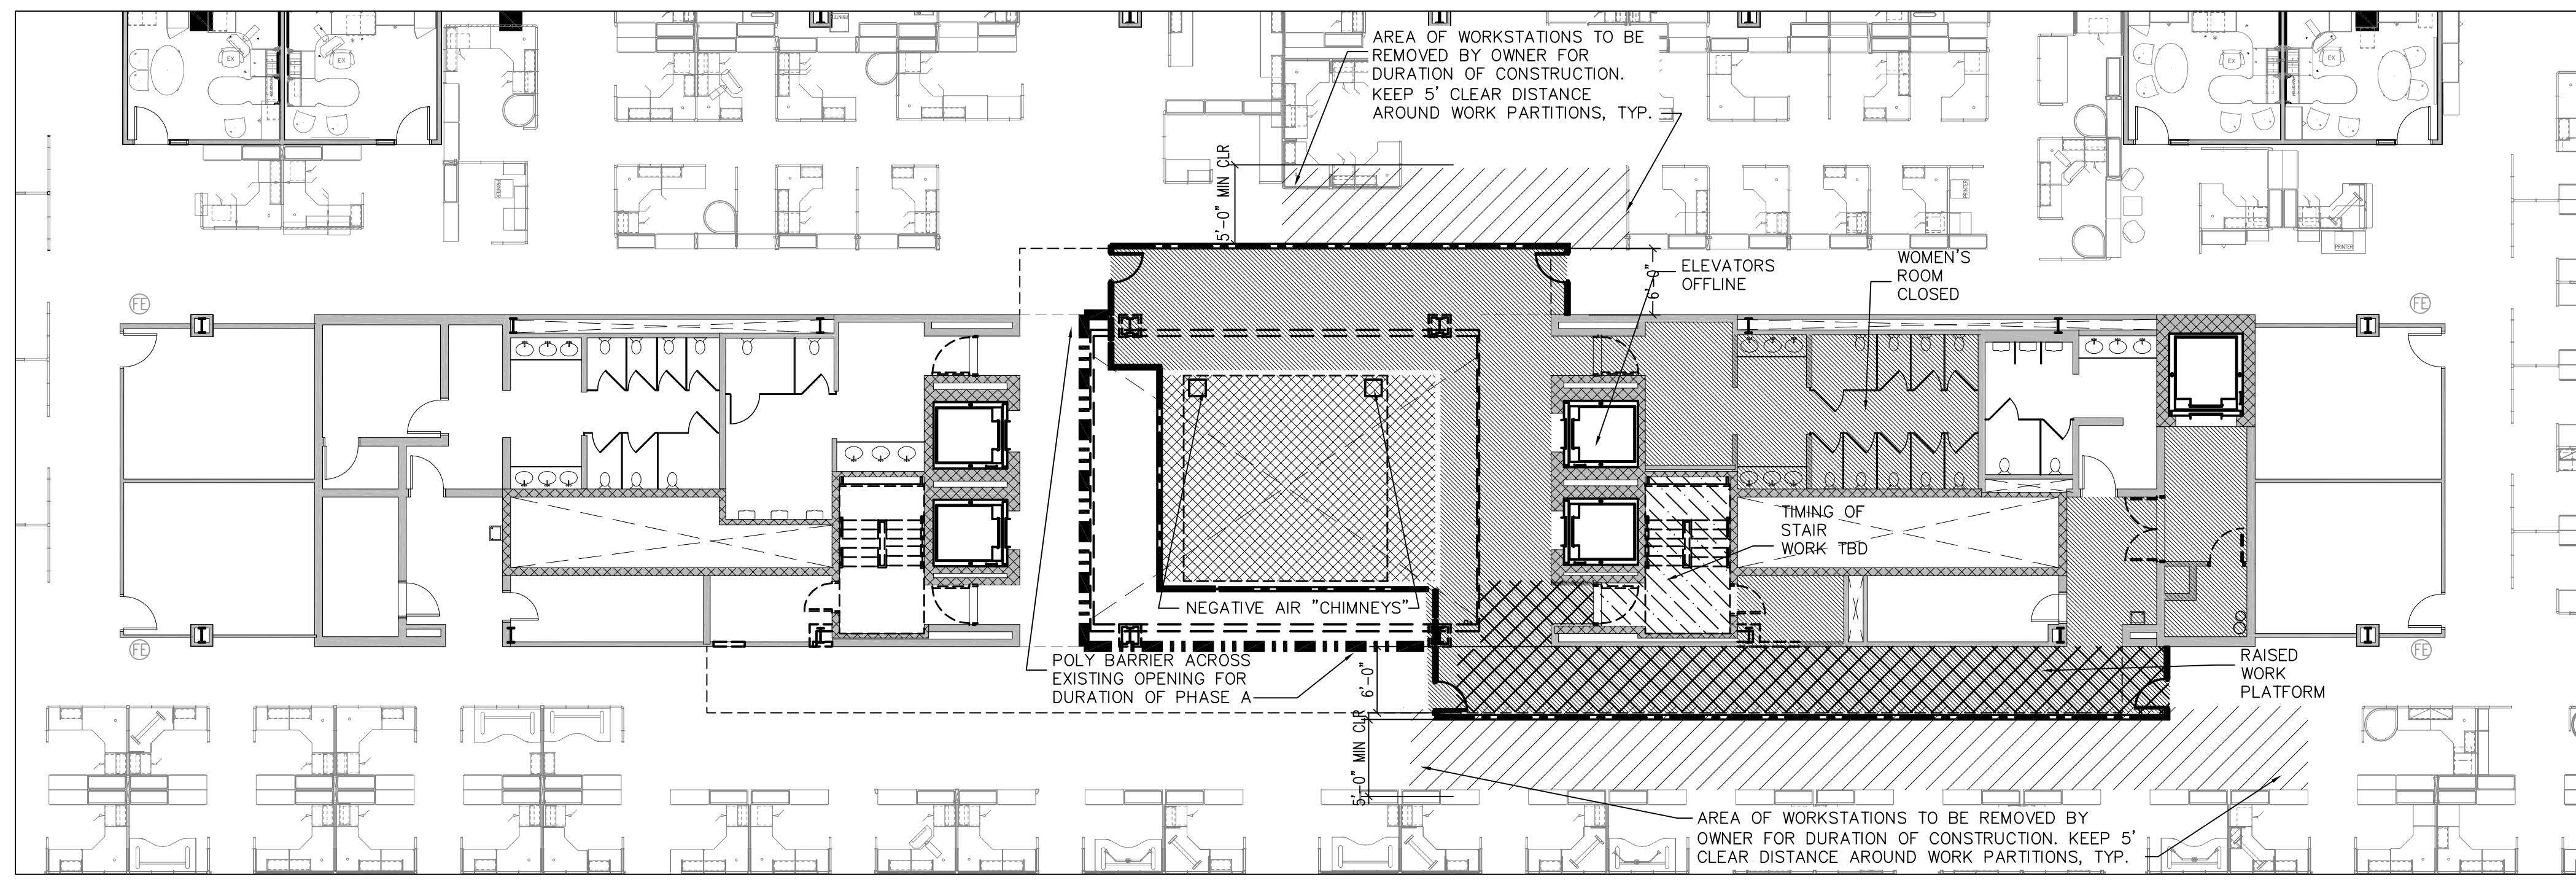 AREA OF WORKSTATIONS TO BE
REMOVED BY OWNER FOR
DURATION OF CONSTRUCTION.
KEEP 5' CLEAR DISTANCE
AROUND WORK PARTITIONS, TYP.
EX
EX
EX
EX
PRINTER
PRINTER
PRINTER
5'-0" MIN CLR
6'-0"
ELEVATORS
OFFLINE
WOMEN'S
ROOM
CLOSED
FE
FE
TIMING OF
STAIR
WORK TBD
NEGATIVE AIR "CHIMNEYS"
FE
FE
POLY BARRIER ACROSS
EXISTING OPENING FOR
DURATION OF PHASE A
6'-0"
RAISED
WORK
PLATFORM
5'-0" MIN CLR
AREA OF WORKSTATIONS TO BE REMOVED BY
OWNER FOR DURATION OF CONSTRUCTION. KEEP 5'
CLEAR DISTANCE AROUND WORK PARTITIONS, TYP.